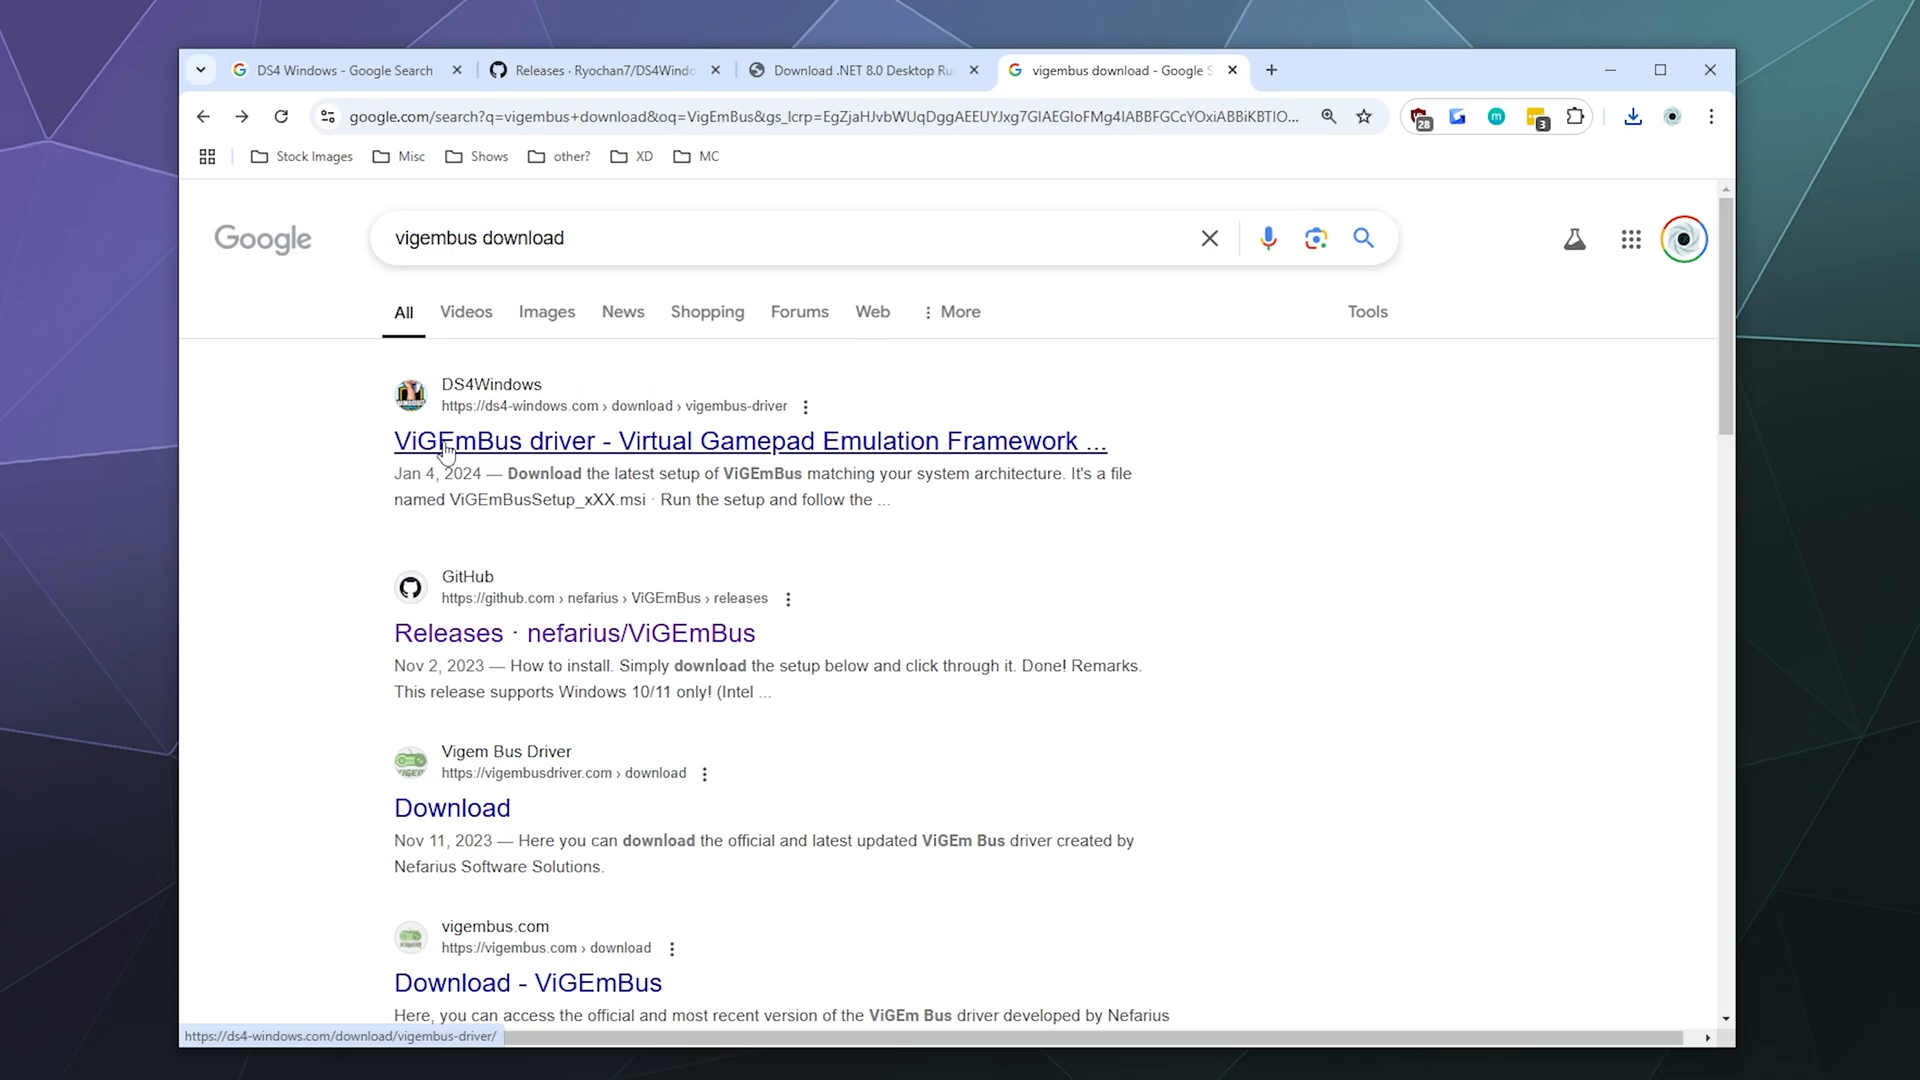 DS4 Windows - Google Search
Releases · Ryochan7/DS4Windo
Download .NET 8.0 Desktop Ru
vigembus download - Google S
google.com/search?q=vigembus+download&oq=VigEmBus&gs_lcrp=EgZjaHJvbWUqDggAEEUYJxg7GIAEGIoFMg4IABBFGCcYOxiABBiKBTIO...
28
m
3
Stock Images
Misc
Shows
other?
XD
MC
Google
vigembus download
All
Videos
Images
News
Shopping
Forums
Web
More
Tools
DS4Windows
https://ds4-windows.com › download › vigembus-driver
ViGEmBus driver - Virtual Gamepad Emulation Framework ...
Jan 4, 2024 — Download the latest setup of ViGEmBus matching your system architecture. It's a file
named ViGEmBusSetup_xXX.msi · Run the setup and follow the ...
GitHub
https://github.com › nefarius › ViGEmBus › releases
Releases · nefarius/ViGEmBus
Nov 2, 2023 — How to install. Simply download the setup below and click through it. Done! Remarks.
This release supports Windows 10/11 only! (Intel ...
Vigem Bus Driver
https://vigembusdriver.com › download
Download
Nov 11, 2023 — Here you can download the official and latest updated ViGEm Bus driver created by
Nefarius Software Solutions.
vigembus.com
https://vigembus.com › download
Download - ViGEmBus
Here, you can access the official and most recent version of the ViGEm Bus driver developed by Nefarius
https://ds4-windows.com/download/vigembus-driver/